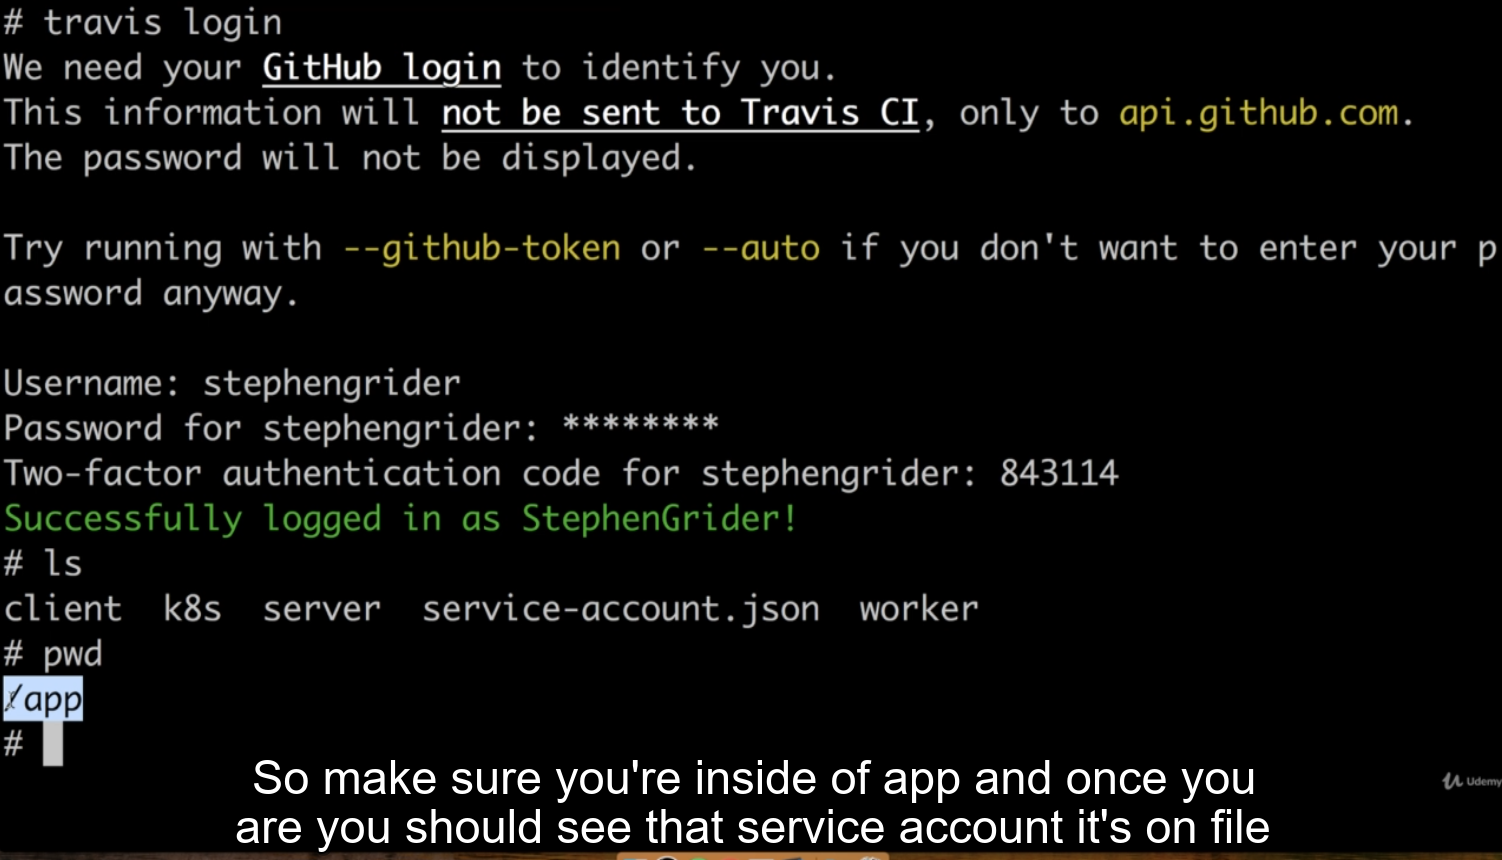 # travis login
We need your GitHub login to identify you.
This information will not be sent to Travis CI, only to api.github.com.
The password will not be displayed.
Try running with --github-token or --auto if you don't want to enter your p
assword anyway.
Username: stephengrider
Password for stephengrider: ********
Two-factor authentication code for stephengrider: 843114
Successfully logged in as StephenGrider!
# ls
client  k8s  server  service-account.json  worker
# pwd
/app
#
So make sure you're inside of app and once you
are you should see that service account it's on file
Udemy